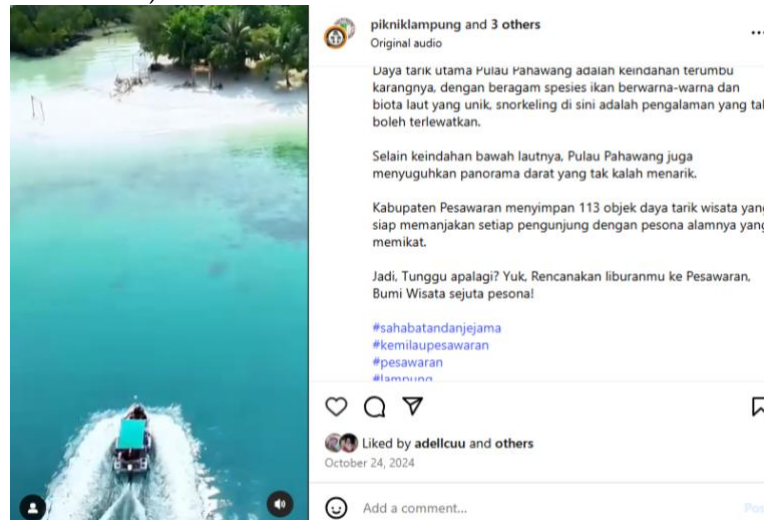 pikniklampung and 3 others
Original audio
Daya tarik utama Pulau Pahawang adalah keindahan terumbu
karangnya, dengan beragam spesies ikan berwarna-warna dan
biota laut yang unik, snorkeling di sini adalah pengalaman yang tak
boleh terlewatkan.
Selain keindahan bawah lautnya, Pulau Pahawang juga
menyuguhkan panorama darat yang tak kalah menarik.
Kabupaten Pesawaran menyimpan 113 objek daya tarik wisata yang
siap memanjakan setiap pengunjung dengan pesona alamnya yang
memikat.
Jadi, Tunggu apalagi? Yuk, Rencanakan liburanmu ke Pesawaran,
Bumi Wisata sejuta pesona!
#sahabatandanjejama
#kemilaupesawaran
#pesawaran
#lampung
Liked by adellcuu and others
October 24, 2024
Add a comment...
Pos